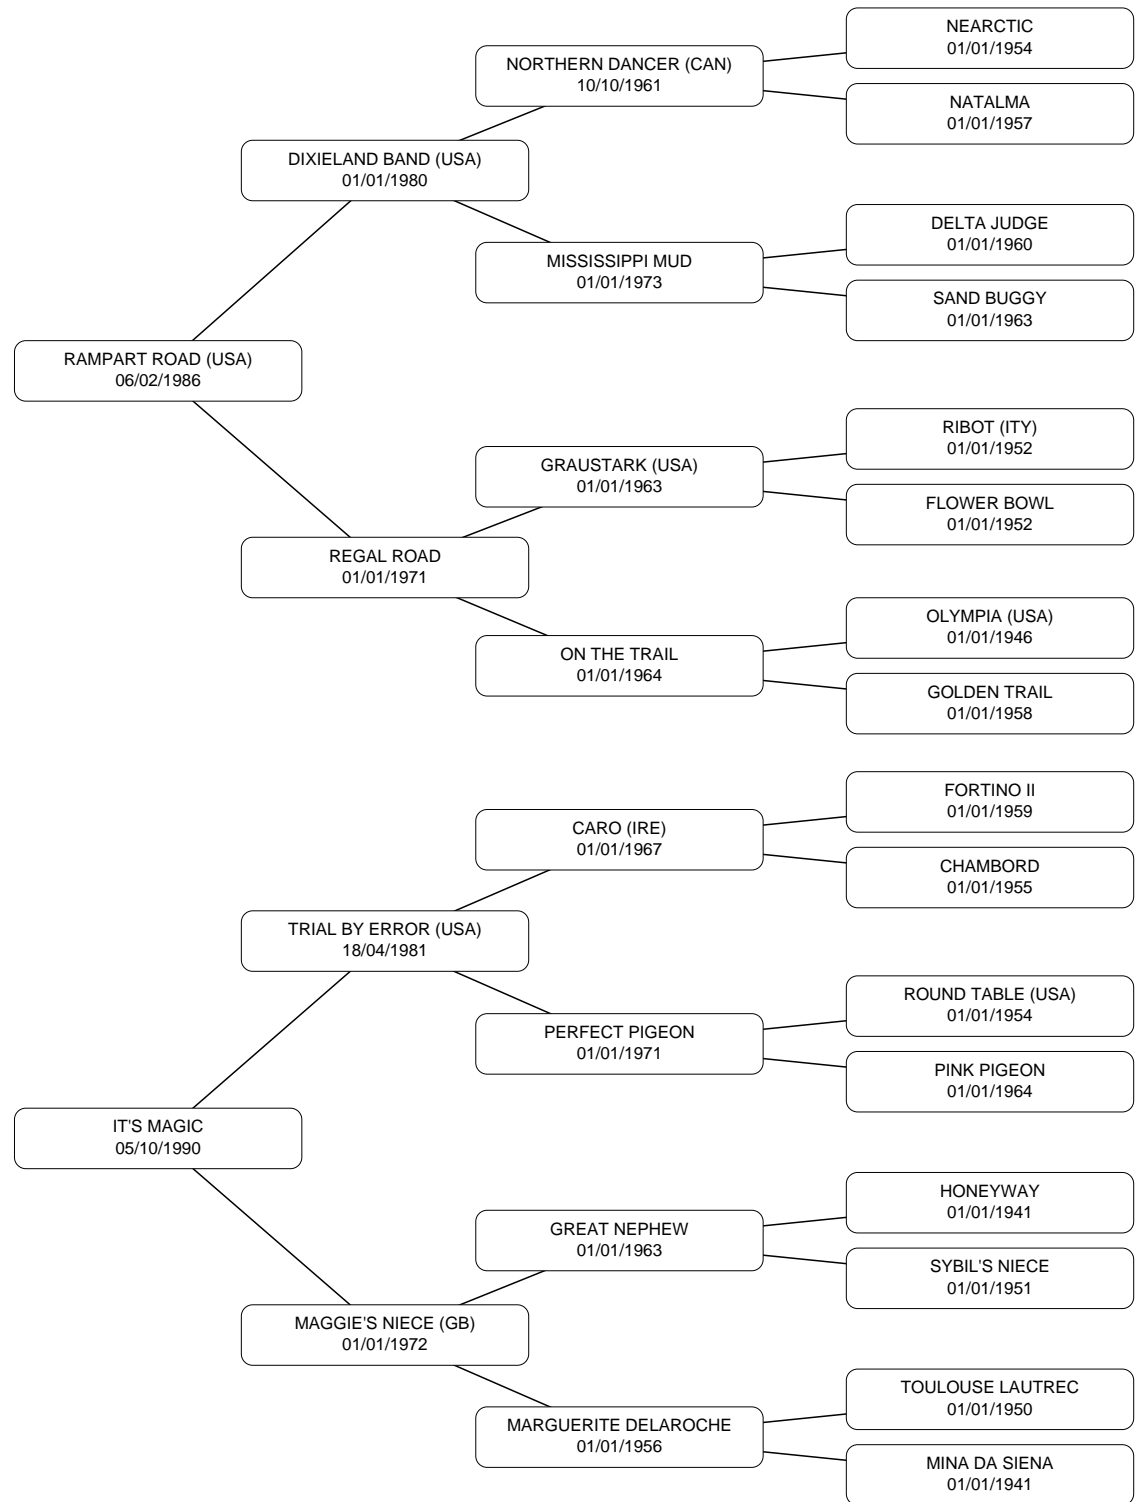 NEARCTIC
01/01/1954
NORTHERN DANCER (CAN)
10/10/1961
NATALMA
01/01/1957
DIXIELAND BAND (USA)
01/01/1980
DELTA JUDGE
01/01/1960
MISSISSIPPI MUD
01/01/1973
SAND BUGGY
01/01/1963
RAMPART ROAD (USA)
06/02/1986
RIBOT (ITY)
01/01/1952
GRAUSTARK (USA)
01/01/1963
FLOWER BOWL
01/01/1952
REGAL ROAD
01/01/1971
OLYMPIA (USA)
01/01/1946
ON THE TRAIL
01/01/1964
GOLDEN TRAIL
01/01/1958
FORTINO II
01/01/1959
CARO (IRE)
01/01/1967
CHAMBORD
01/01/1955
TRIAL BY ERROR (USA)
18/04/1981
ROUND TABLE (USA)
01/01/1954
PERFECT PIGEON
01/01/1971
PINK PIGEON
01/01/1964
IT'S MAGIC
05/10/1990
HONEYWAY
01/01/1941
GREAT NEPHEW
01/01/1963
SYBIL'S NIECE
01/01/1951
MAGGIE'S NIECE (GB)
01/01/1972
TOULOUSE LAUTREC
01/01/1950
MARGUERITE DELAROCHE
01/01/1956
MINA DA SIENA
01/01/1941